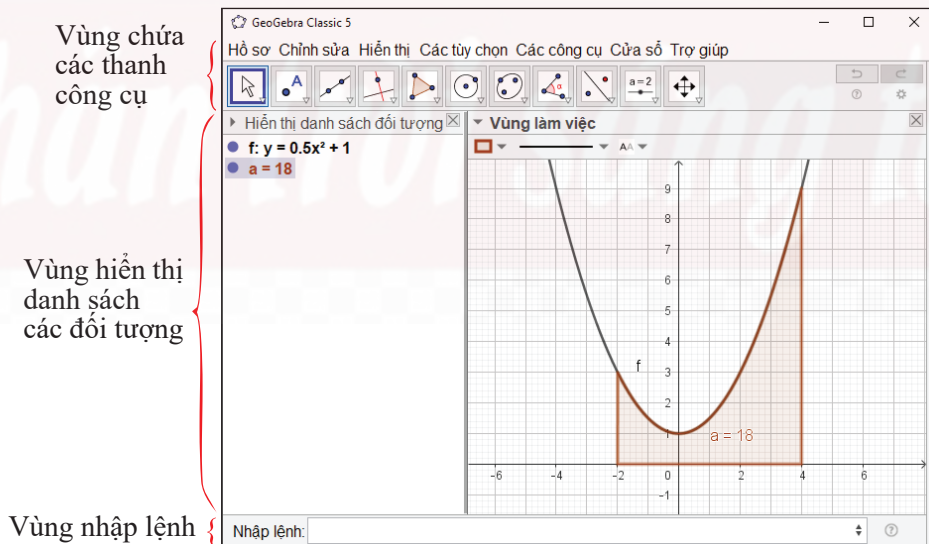 GeoGebra Classic 5
Vùng chứa
các thanh
công cụ
Hồ sơ Chỉnh sửa Hiển thị Các tùy chọn Các công cụ Cửa sổ Trợ giúp
A
α
a=2
Hiển thị danh sách đối tượng
Vùng làm việc
f: y = 0.5x² + 1
a = 18
AA
Vùng hiển thị
danh sách
các đối tượng
9
8
7
6
5
4
3
2
1
-1
f
a = 18
-6 -4 -2 0 2 4 6
Vùng nhập lệnh
Nhập lệnh: